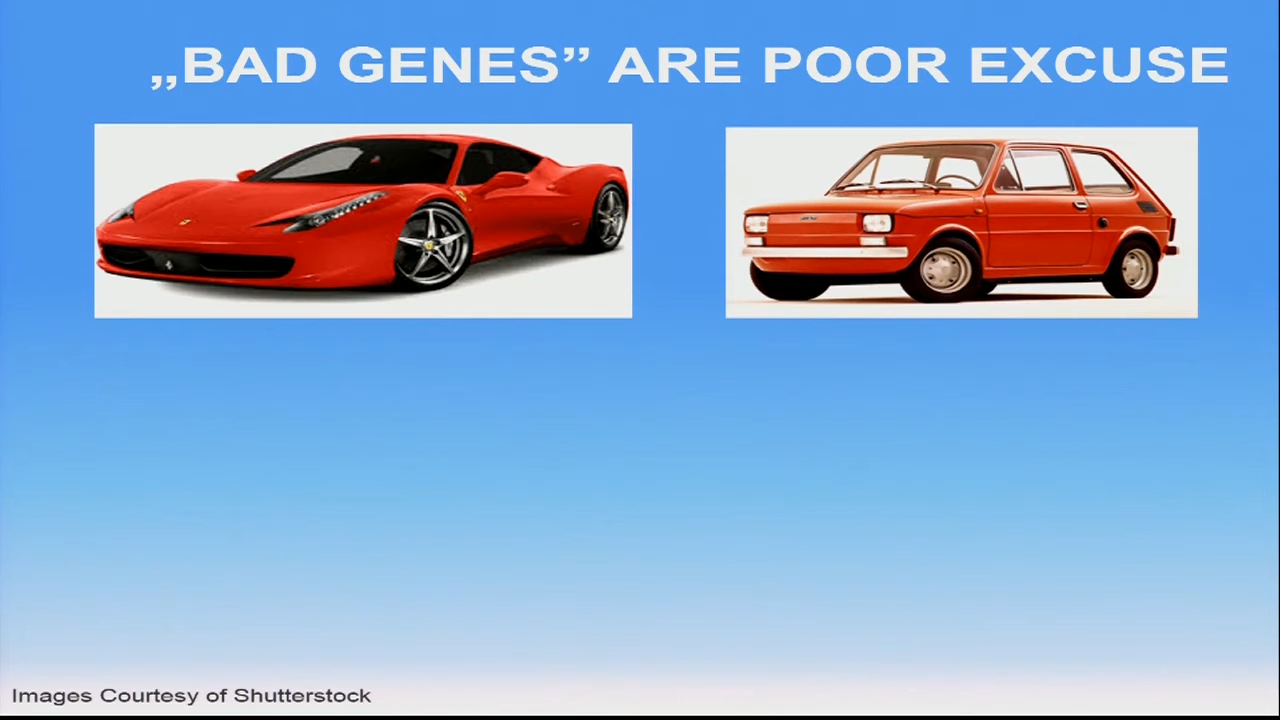 „BAD GENES” ARE POOR EXCUSE
Images Courtesy of Shutterstock